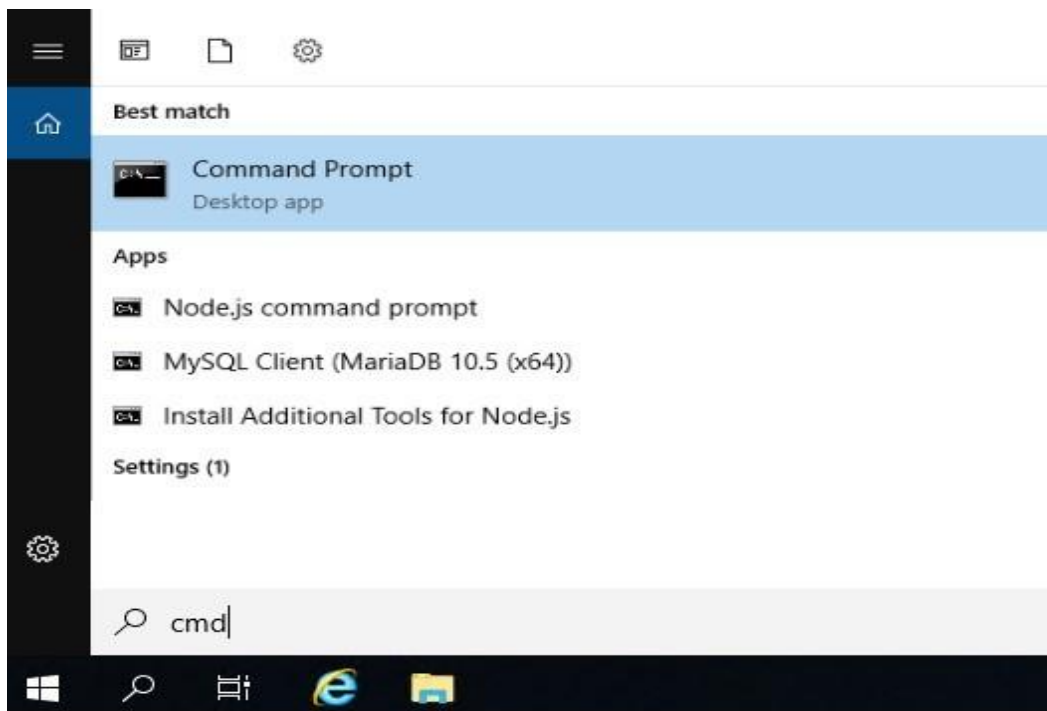 Best match
Command Prompt
Desktop app
Apps
Node.js command prompt
MySQL Client (MariaDB 10.5 (x64))
Install Additional Tools for Node.js
Settings (1)
cmd